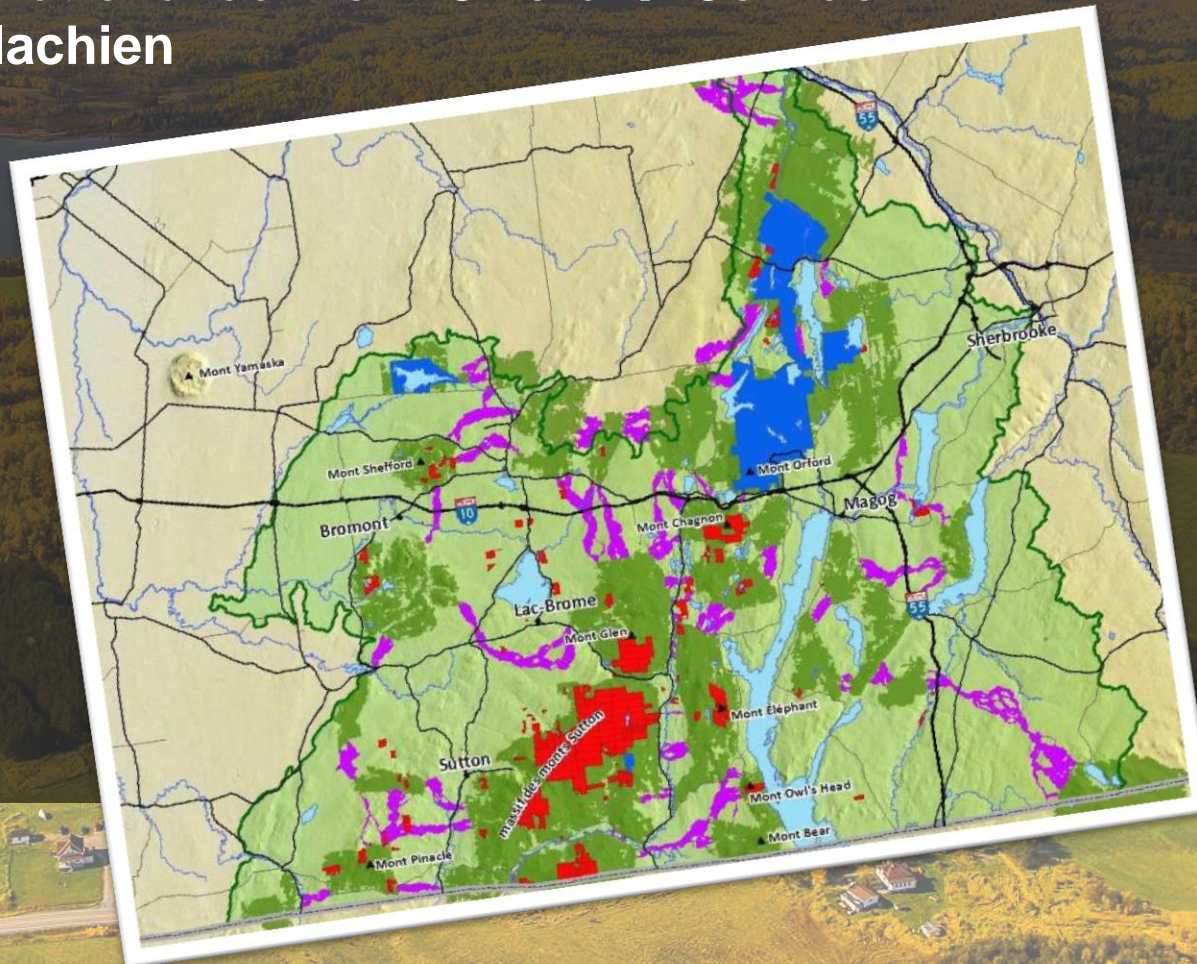 lachien
55
Sherbrooke
Mont Yamaska
Mont Shefford
Mont Orford
10
Magog
Bromont
Mont Chagnon
55
Lac-Brome
Mont Glen
Mont Éléphant
massif des monts Sutton
Sutton
Mont Owl's Head
Mont Bear
Mont Pinacle